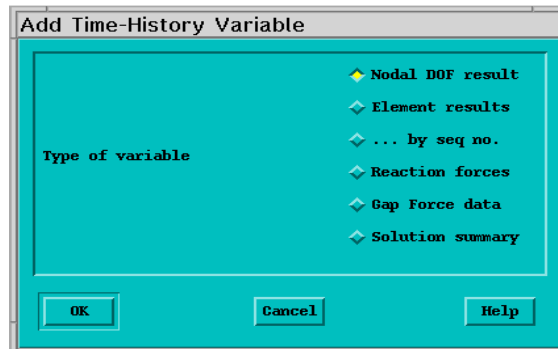 Add Time-History Variable
Nodal DOF result
Element results
... by seq no.
Type of variable
Reaction forces
Gap Force data
Solution summary
OK
Cancel
Help